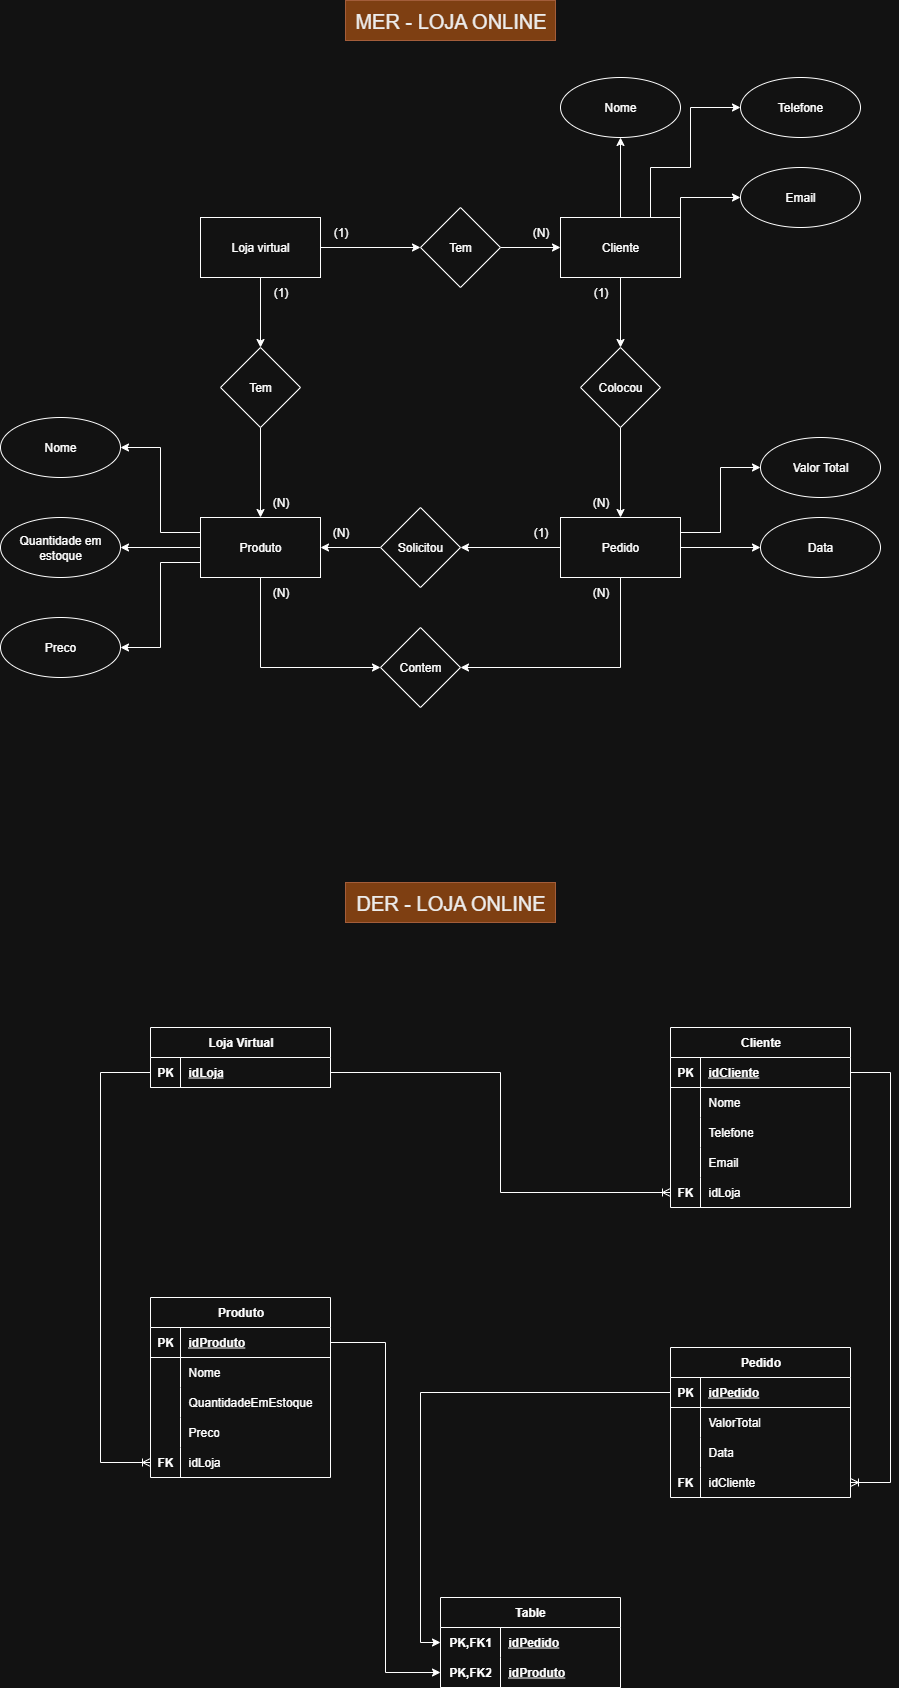 MER - LOJA ONLINE
Nome
Telefone
Email
Loja virtual
(1)
Tem
(N)
Cliente
(1)
(1)
Tem
Colocou
Nome
Valor Total
(N)
(N)
Quantidade em
estoque
Produto
(N)
Solicitou
(1)
Pedido
Data
(N)
(N)
Preco
Contem
DER - LOJA ONLINE
Loja Virtual
PK idLoja
Cliente
PK idCliente
Nome
Telefone
Email
FK idLoja
Produto
PK idProduto
Nome
QuantidadeEmEstoque
Preco
FK idLoja
Pedido
PK idPedido
ValorTotal
Data
FK idCliente
Table
PK,FK1 idPedido
PK,FK2 idProduto